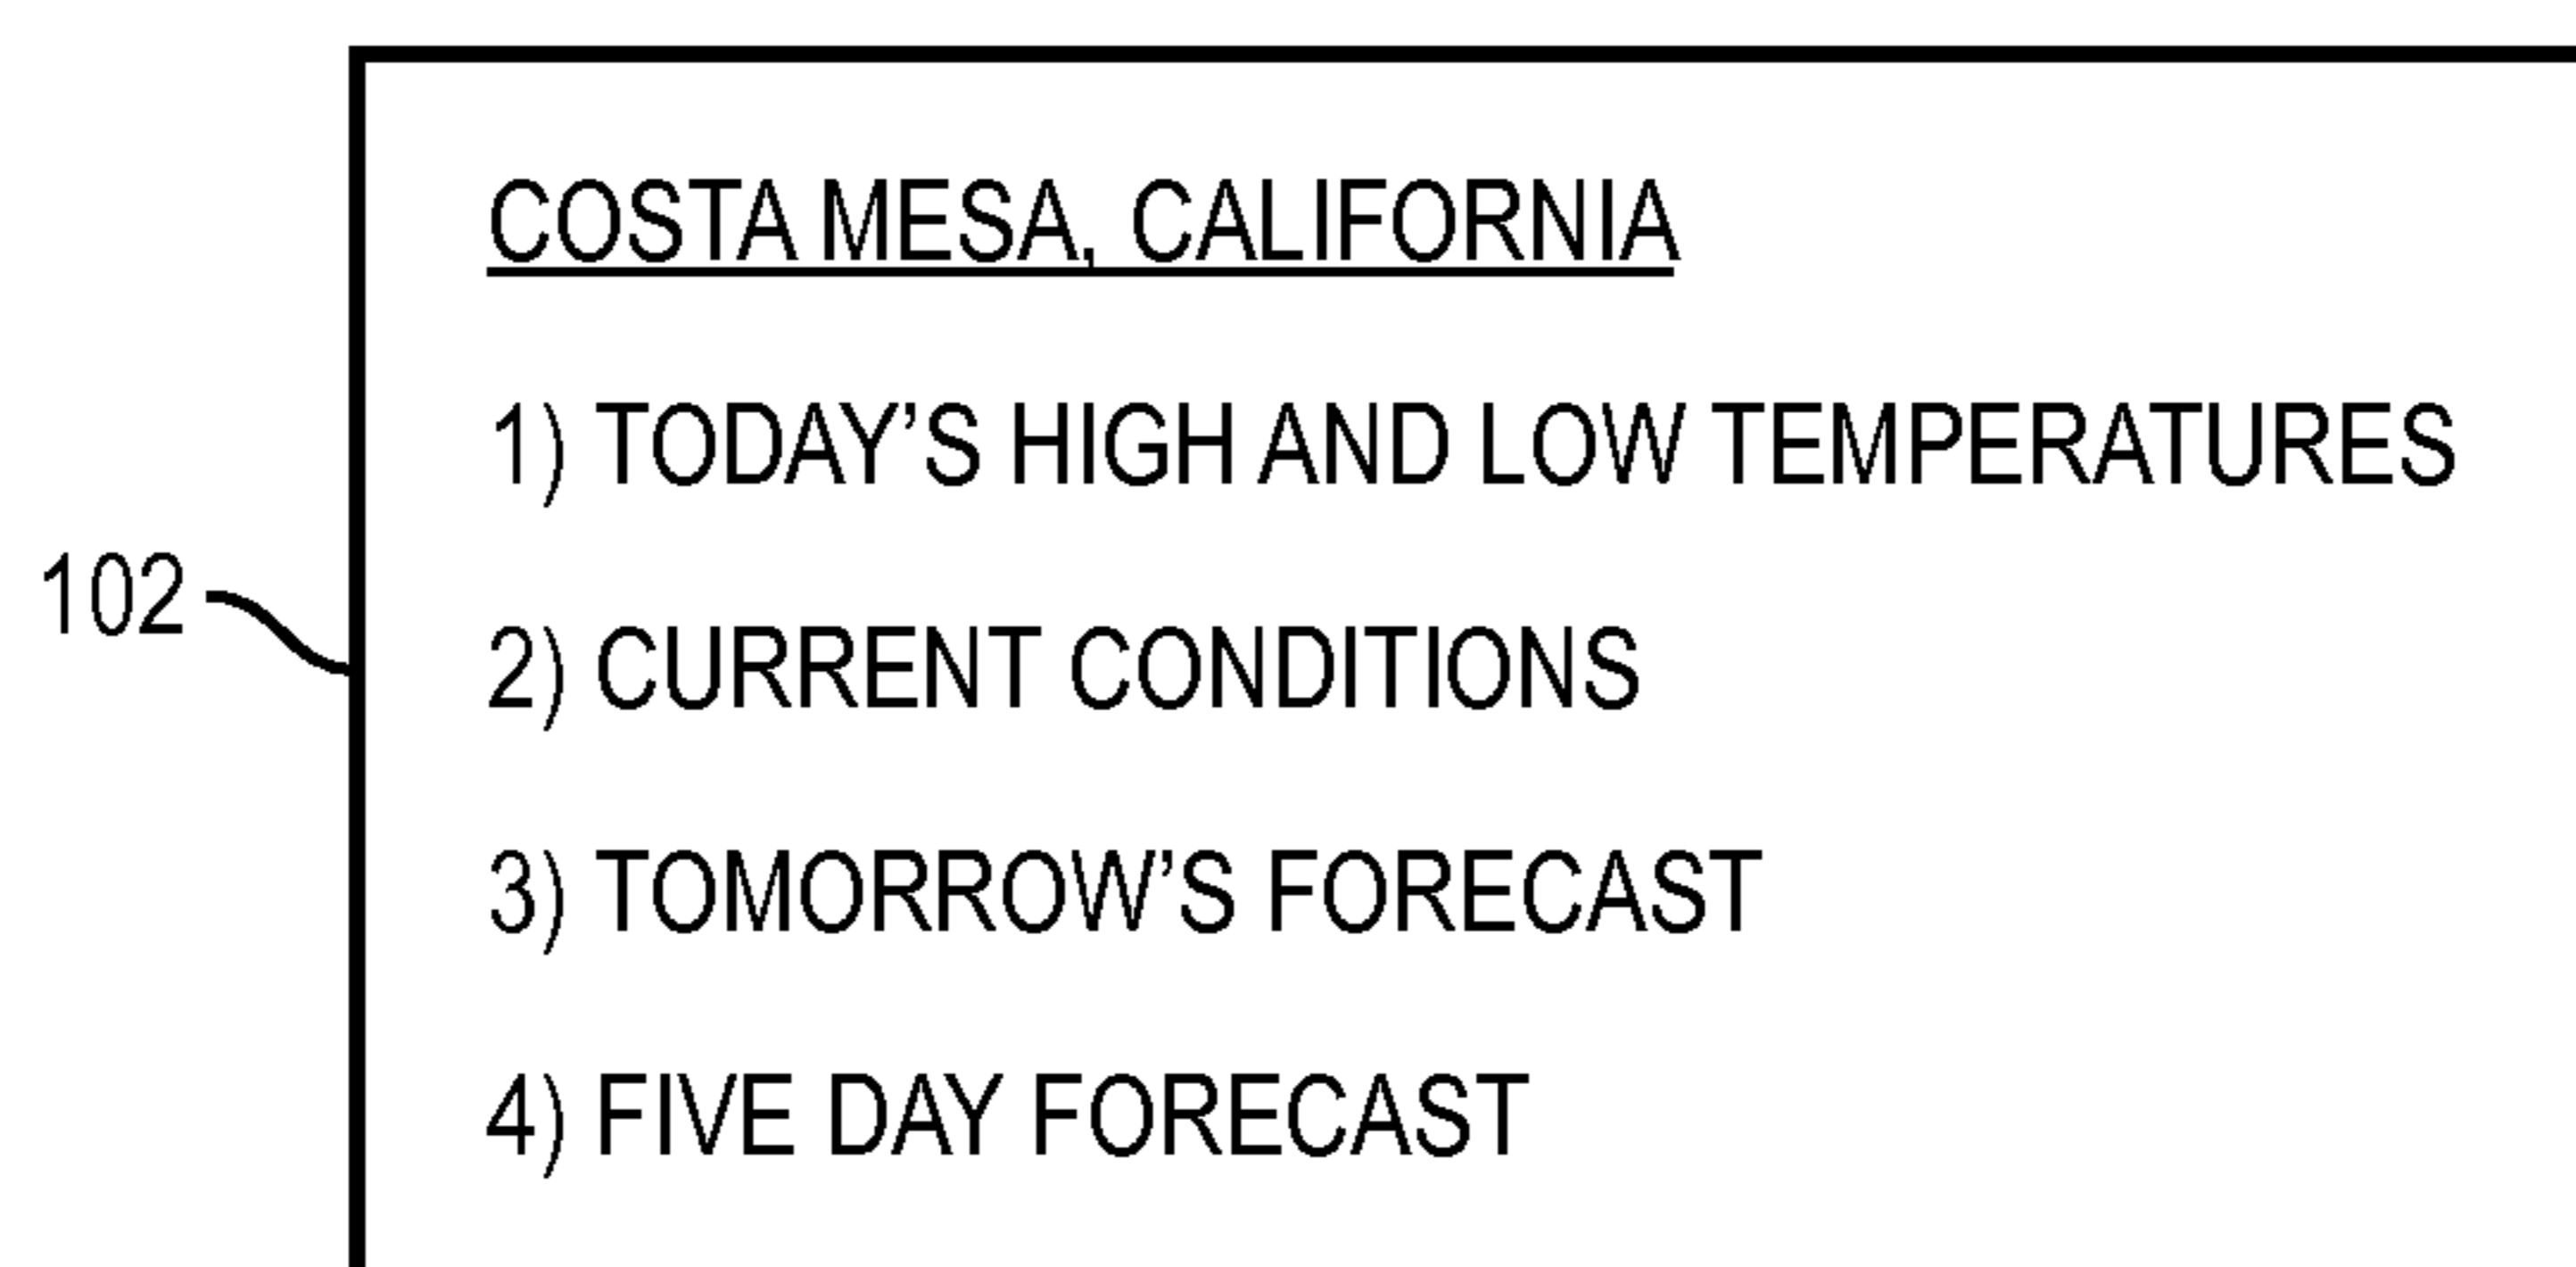 COSTA MESA, CALIFORNIA
1) TODAY’S HIGH AND LOW TEMPERATURES
102
2) CURRENT CONDITIONS
3) TOMORROW’S FORECAST
4) FIVE DAY FORECAST